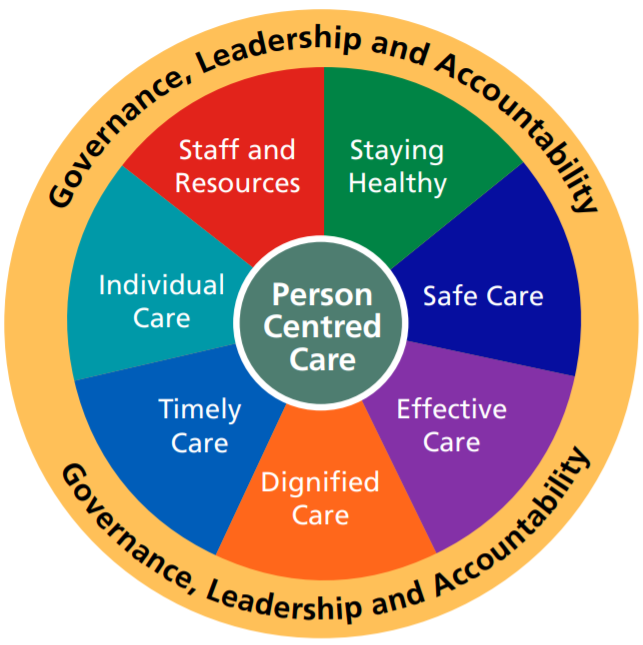 Governance, Leadership and Accountability
Staff and
Resources
Staying
Healthy
Individual
Care
Person
Centred
Care
Safe Care
Timely
Care
Effective
Care
Dignified
Care
Governance, Leadership and Accountability